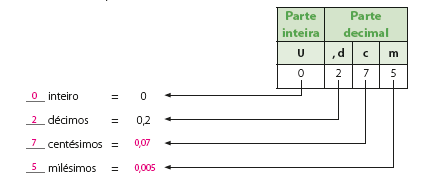 Parte inteira Parte decimal
U , d c m
0 2 7 5
0 inteiro = 0
2 décimos = 0,2
7 centésimos = 0,07
5 milésimos = 0,005